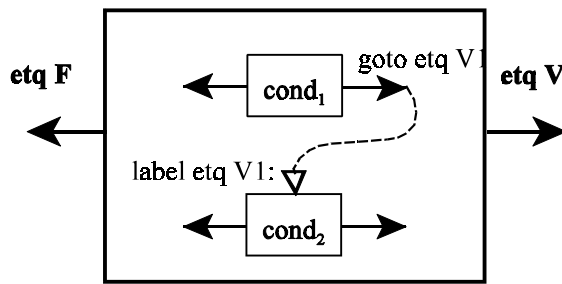 goto etq V1
etq F
etq V
cond1
label etq V1:
cond2